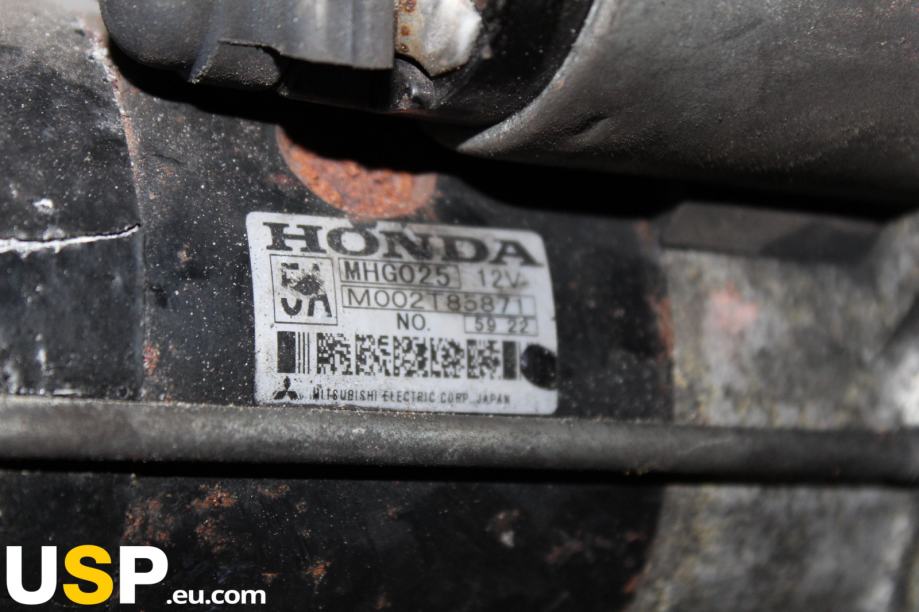 HONDA
5A MHG025 12V
M002T85871
NO. 59 22
MITSUBISHI ELECTRIC CORP. JAPAN
USP.eu.com